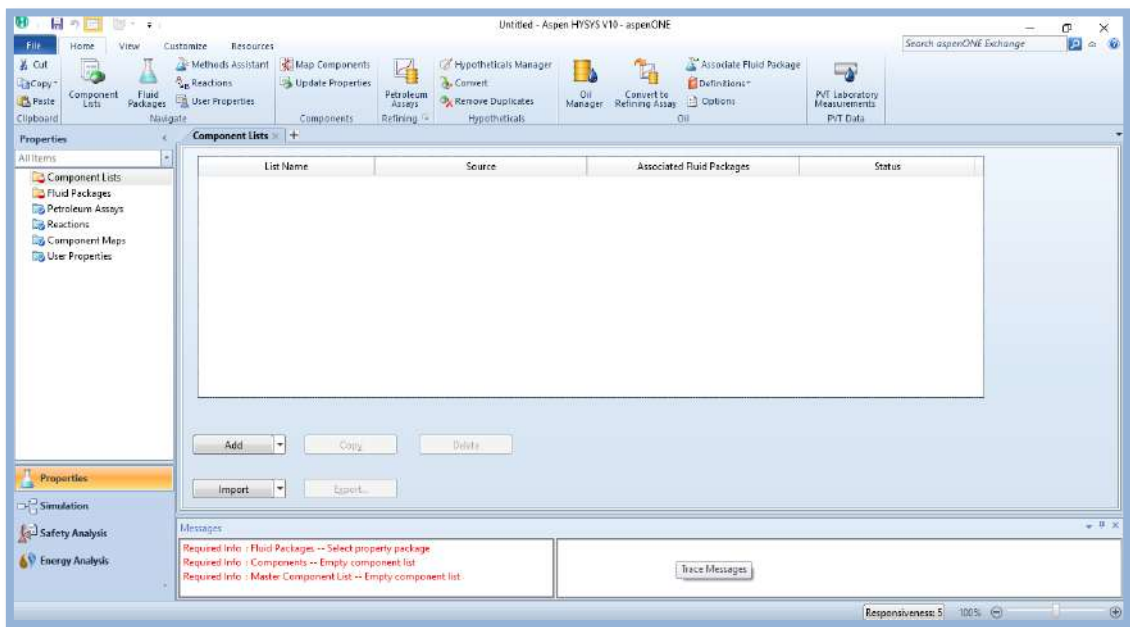 Untitled - Aspen HYSYS V10 - aspenONE
File Home View Customize Resources
Search aspenONE Exchange
Cut
Copy
Paste
Clipboard
Component Lists
Fluid Packages
Methods Assistant
Reactions
User Properties
Navigate
Map Components
Update Properties
Components
Petroleum Assays
Refining
Hypotheticals Manager
Convert
Remove Duplicates
Hypotheticals
Oil Manager
Convert to Refining Assay
Associate Fluid Package
Definitions
Options
Oil
PVT Laboratory Measurements
PVT Data
Properties
All Items
Component Lists
Fluid Packages
Petroleum Assays
Reactions
Component Maps
User Properties
Properties
Simulation
Safety Analysis
Energy Analysis
Component Lists
List Name Source Associated Fluid Packages Status
Add Copy Delete
Import Export...
Messages
Required Info : Fluid Packages -- Select property package
Required Info : Components -- Empty component list
Required Info : Master Component List -- Empty component list
Trace Messages
Responsiveness: 5 100%